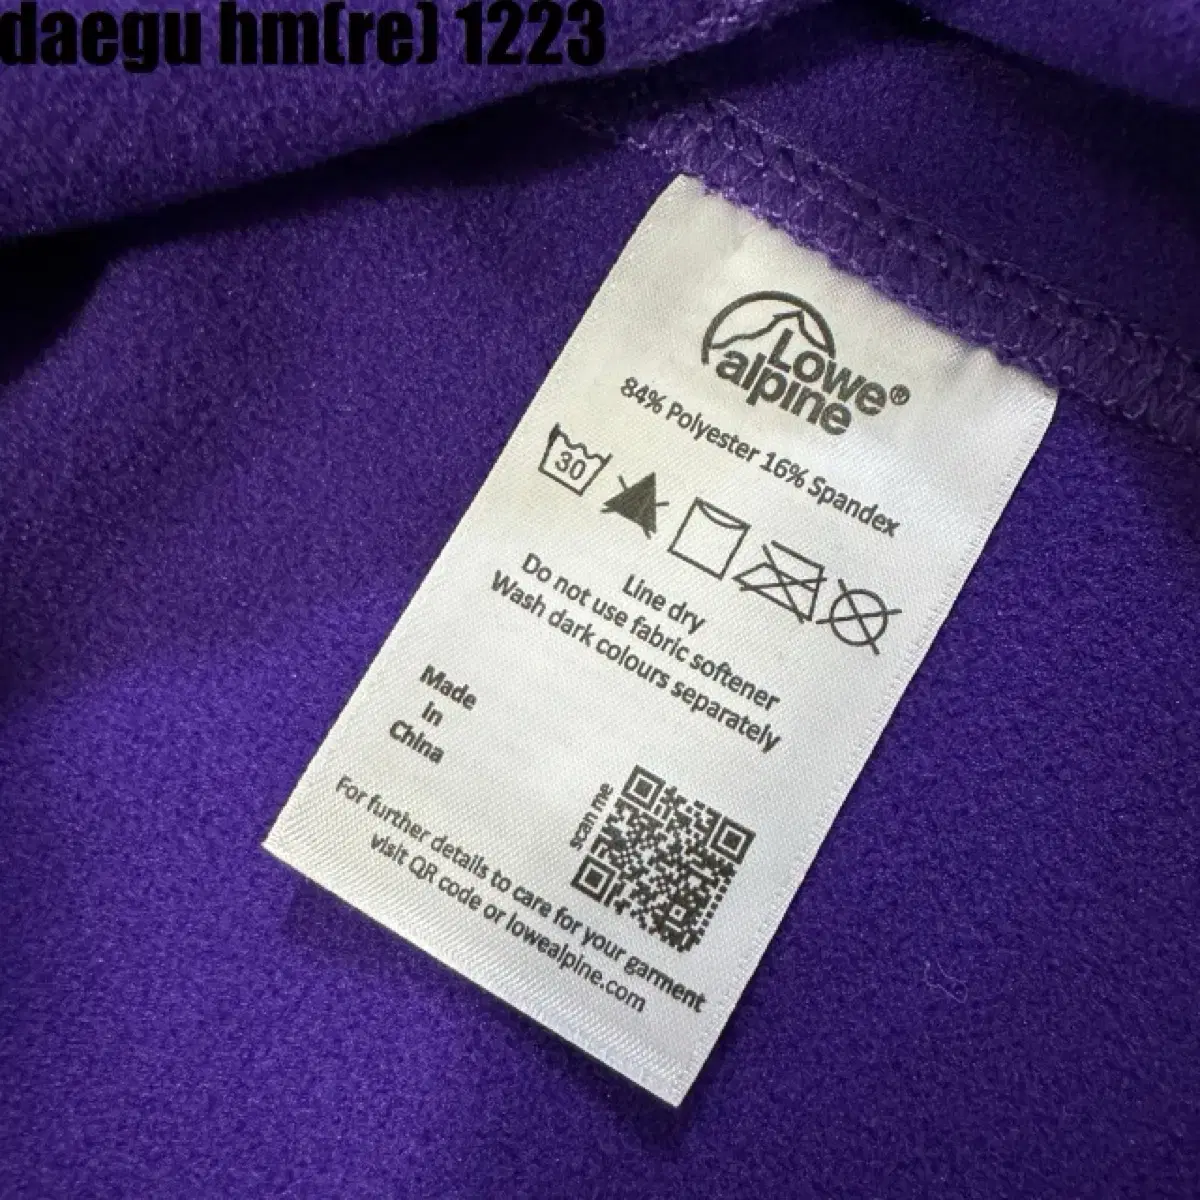 daegu hm(re) 1223
Lowe
alpine®
84% Polyester 16% Spandex
30
Line dry
Do not use fabric softener
Wash dark colours separately
Made
In
China
scan me
For further details to care for your garment
visit QR code or lowealpine.com